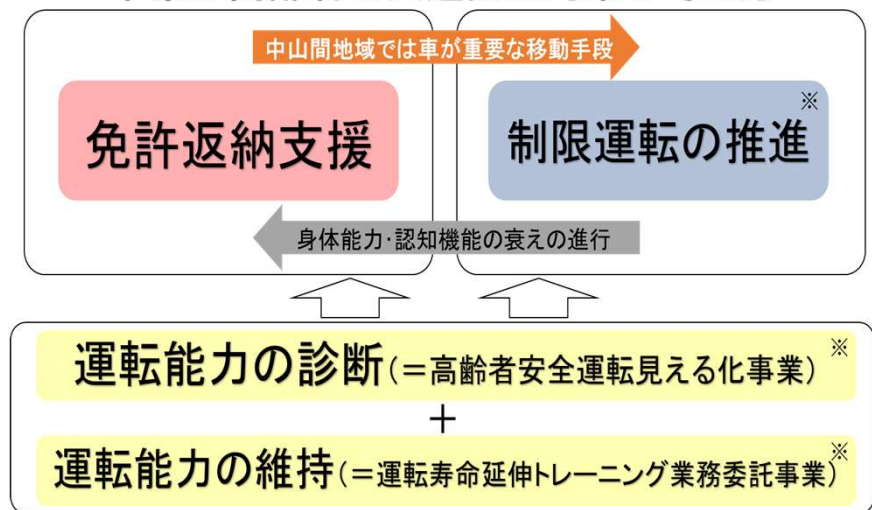 中山間地域では車が重要な移動手段
免許返納支援
制限運転の推進※
身体能力・認知機能の衰えの進行
運転能力の診断(=高齢者安全運転見える化事業)※
+
運転能力の維持(=運転寿命延伸トレーニング業務委託事業)※